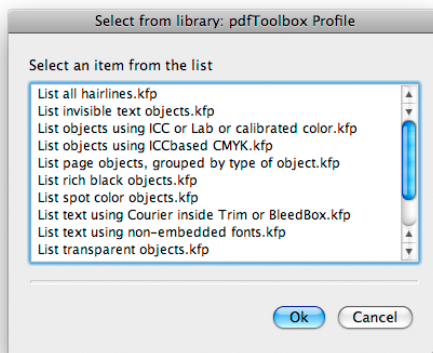 Select from library: pdfToolbox Profile
Select an item from the list
List all hairlines.kfp
List invisible text objects.kfp
List objects using ICC or Lab or calibrated color.kfp
List objects using ICCbased CMYK.kfp
List page objects, grouped by type of object.kfp
List rich black objects.kfp
List spot color objects.kfp
List text using Courier inside Trim or BleedBox.kfp
List text using non-embedded fonts.kfp
List transparent objects.kfp
Ok Cancel